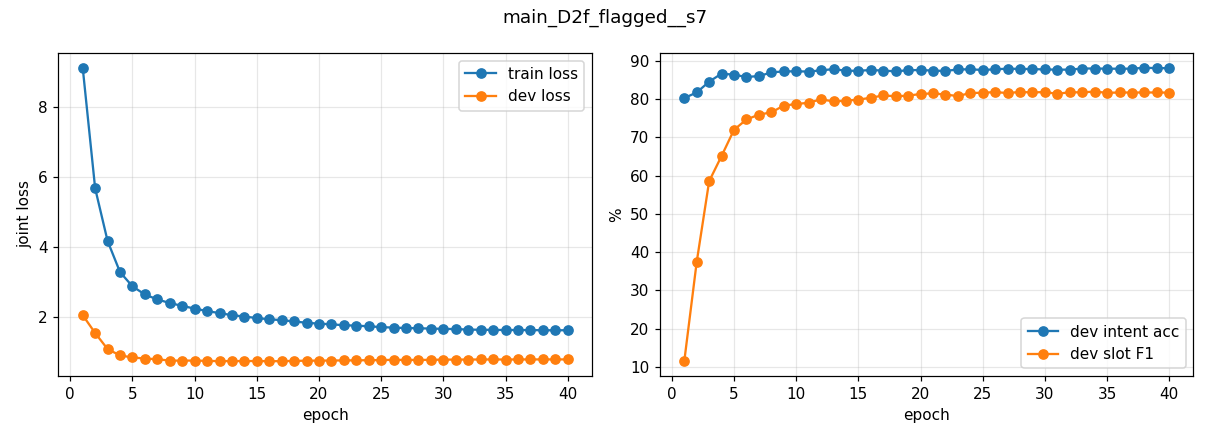 main_D2f_flagged__s7
joint loss
8
6
4
2
0 5 10 15 20 25 30 35 40
epoch
train loss
dev loss
%
90
80
70
60
50
40
30
20
10
0 5 10 15 20 25 30 35 40
epoch
dev intent acc
dev slot F1